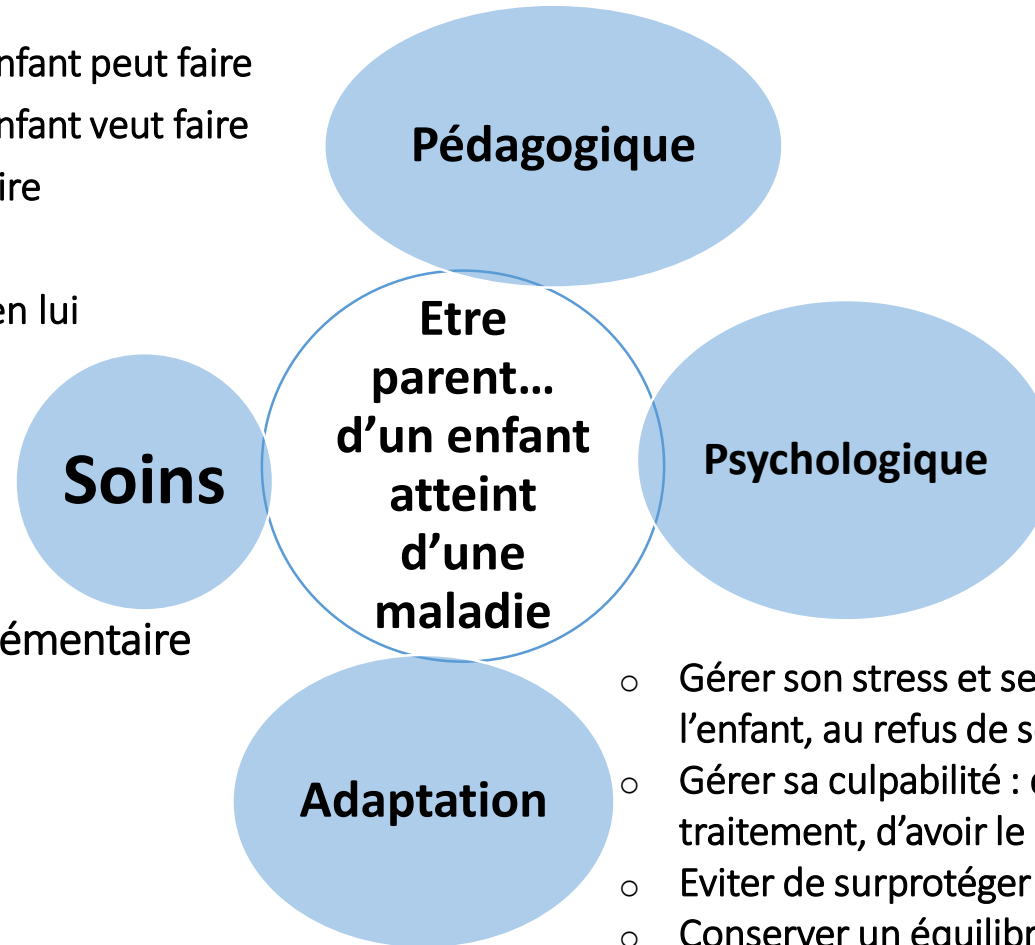 nfant peut faire
nfant veut faire
ire
en lui
Pédagogique
Etre
parent…
d’un enfant
atteint
d’une
maladie
Soins
Psychologique
émentaire
Adaptation
o Gérer son stress et se
l’enfant, au refus de s
o Gérer sa culpabilité :
traitement, d’avoir le
o Eviter de surprotéger
o Conserver un équilibr